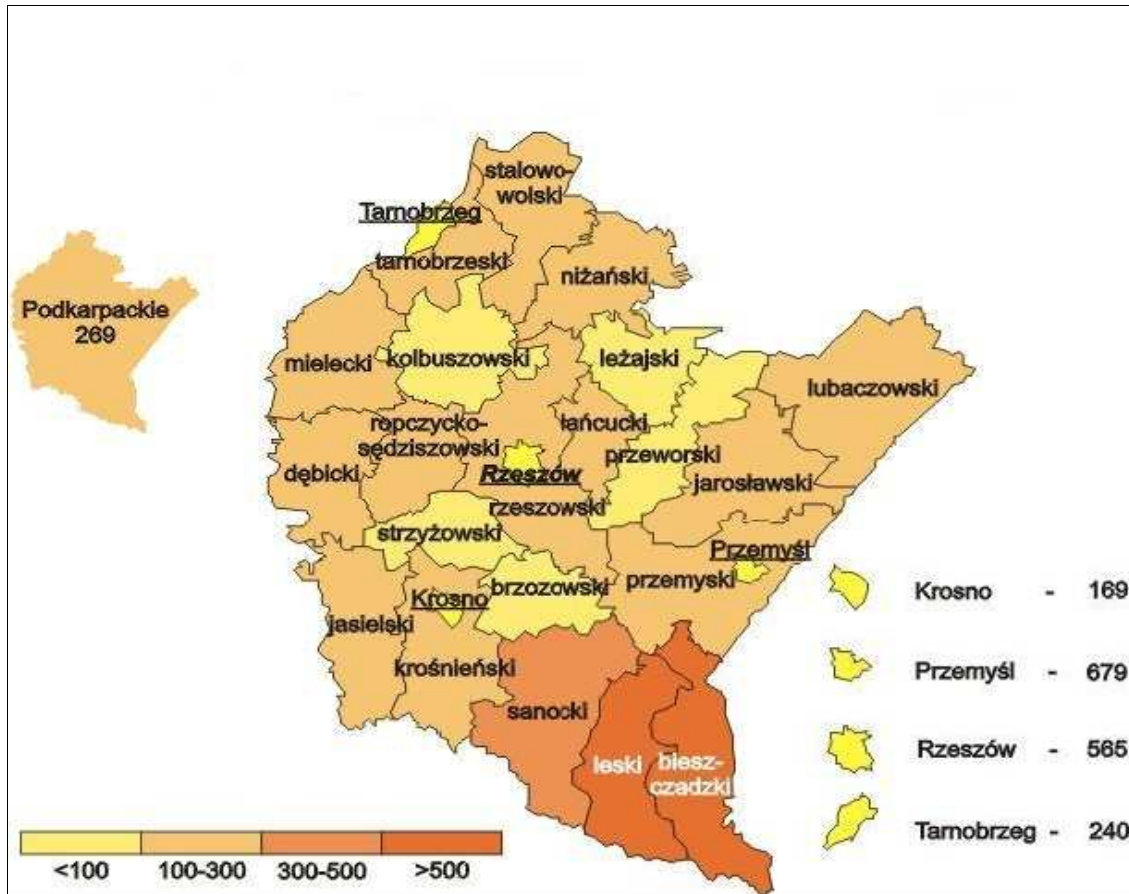 stalowo-
wolski
Tarnobrzeg
tarnobrzeski
niżański
Podkarpackie
269
mielecki
kolbuszowski
leżajski
lubaczowski
ropczycko-
sędziszowski
łańcucki
dębicki
przeworski
Rzeszów
jarosławski
rzeszowski
strzyżowski
Przemyśl
brzozowski
przemyski
Krosno
jasielski
krośnieński
sanocki
leski
biesz-
czadzki
Krosno - 169
Przemyśl - 679
Rzeszów - 565
Tarnobrzeg - 240
<100 100-300 300-500 >500